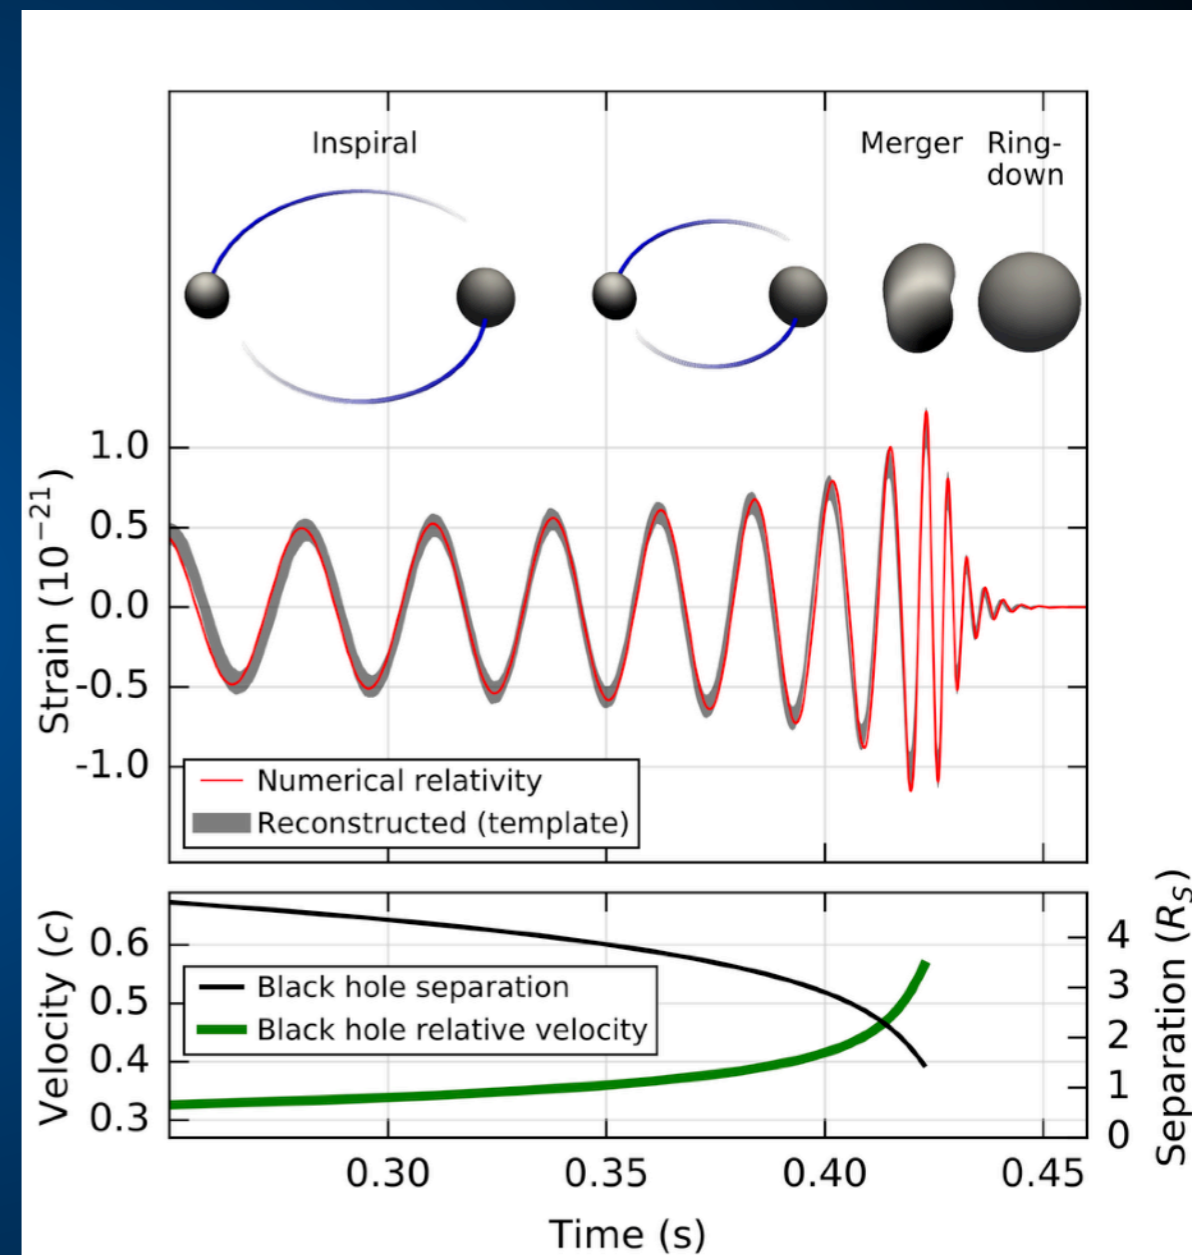 Inspiral
Merger
Ring-
down
Strain (10⁻²¹)
1.0
0.5
0.0
-0.5
-1.0
Numerical relativity
Reconstructed (template)
Velocity (c)
0.6
0.5
0.4
0.3
Black hole separation
Black hole relative velocity
4
3
2
1
0
Separation (R_S)
0.30 0.35 0.40 0.45
Time (s)